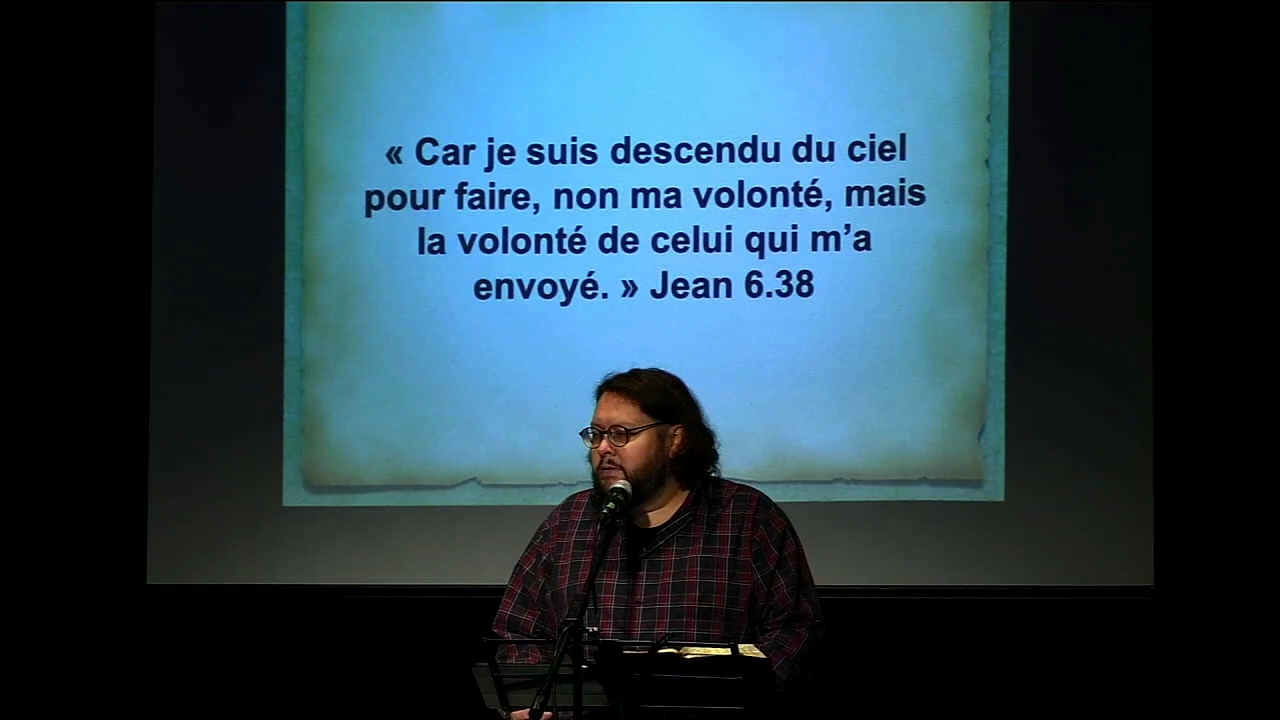 « Car je suis descendu du ciel
pour faire, non ma volonté, mais
la volonté de celui qui m’a
envoyé. » Jean 6.38